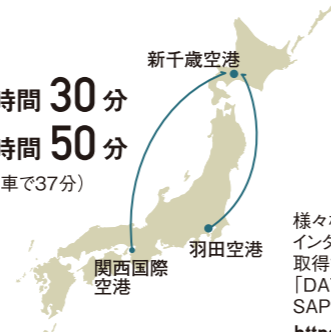 新千歳空港
時間 30 分
時間 50 分
車で37分）
羽田空港
関西国際
空港
様々な
インタ
取得
「DA
SAP